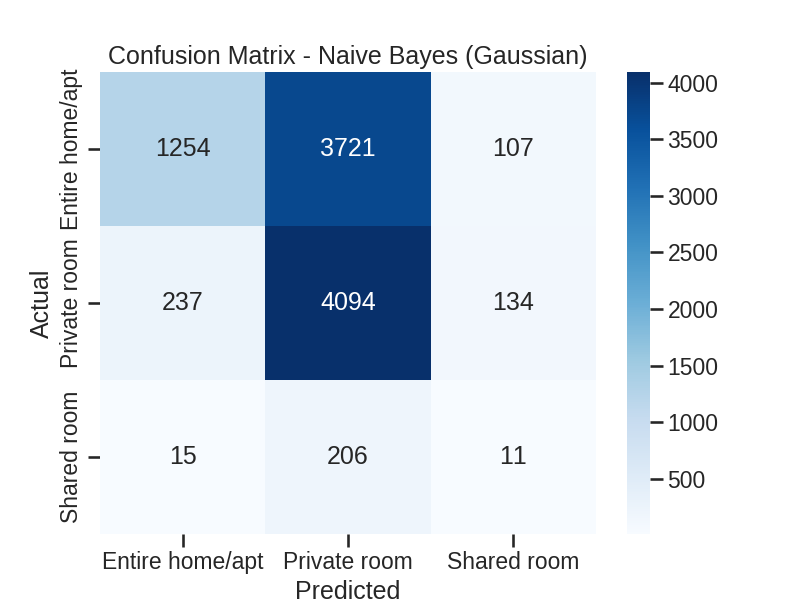 Confusion Matrix - Naive Bayes (Gaussian)
Actual
Entire home/apt
Private room
Shared room
1254 3721 107
237 4094 134
15 206 11
Entire home/apt Private room Shared room
Predicted
4000
3500
3000
2500
2000
1500
1000
500